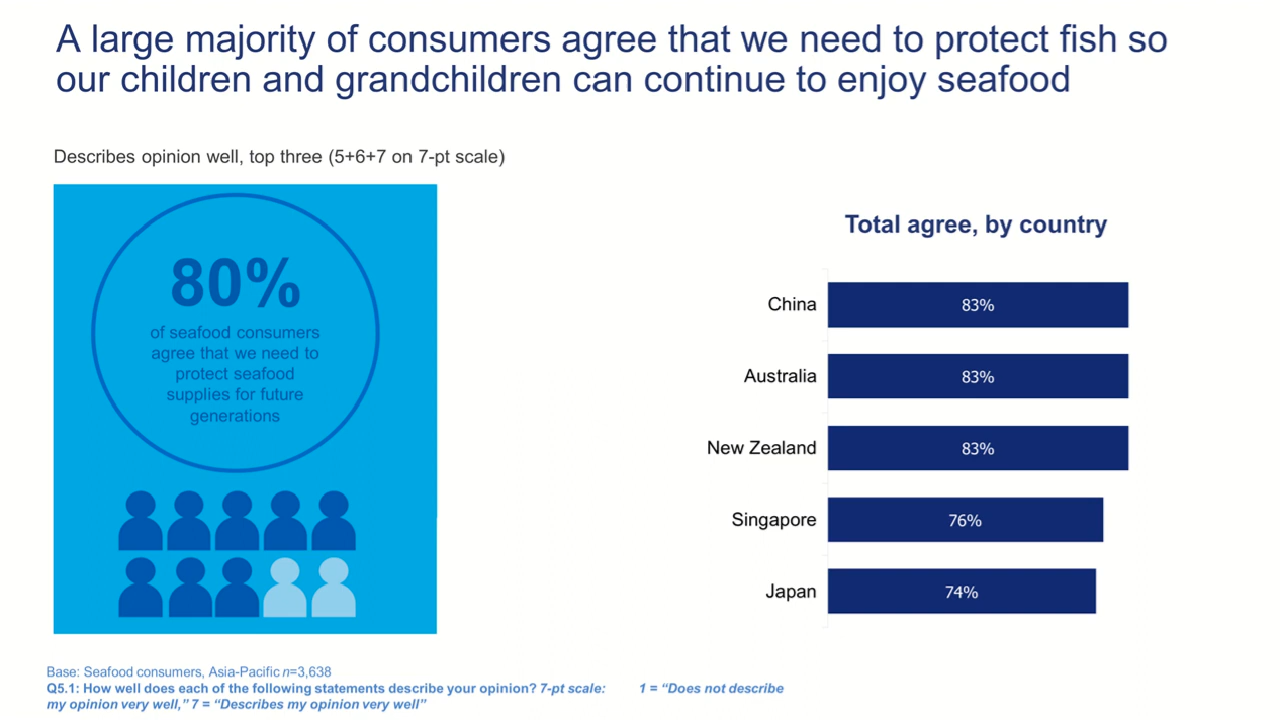 A large majority of consumers agree that we need to protect fish so
our children and grandchildren can continue to enjoy seafood
Describes opinion well, top three (5+6+7 on 7-pt scale)
80%
of seafood consumers
agree that we need to
protect seafood
supplies for future
generations
Total agree, by country
China 83%
Australia 83%
New Zealand 83%
Singapore 76%
Japan 74%
Base: Seafood consumers, Asia-Pacific n=3,638
Q5.1: How well does each of the following statements describe your opinion? 7-pt scale: 1 = “Does not describe
my opinion very well,” 7 = “Describes my opinion very well”